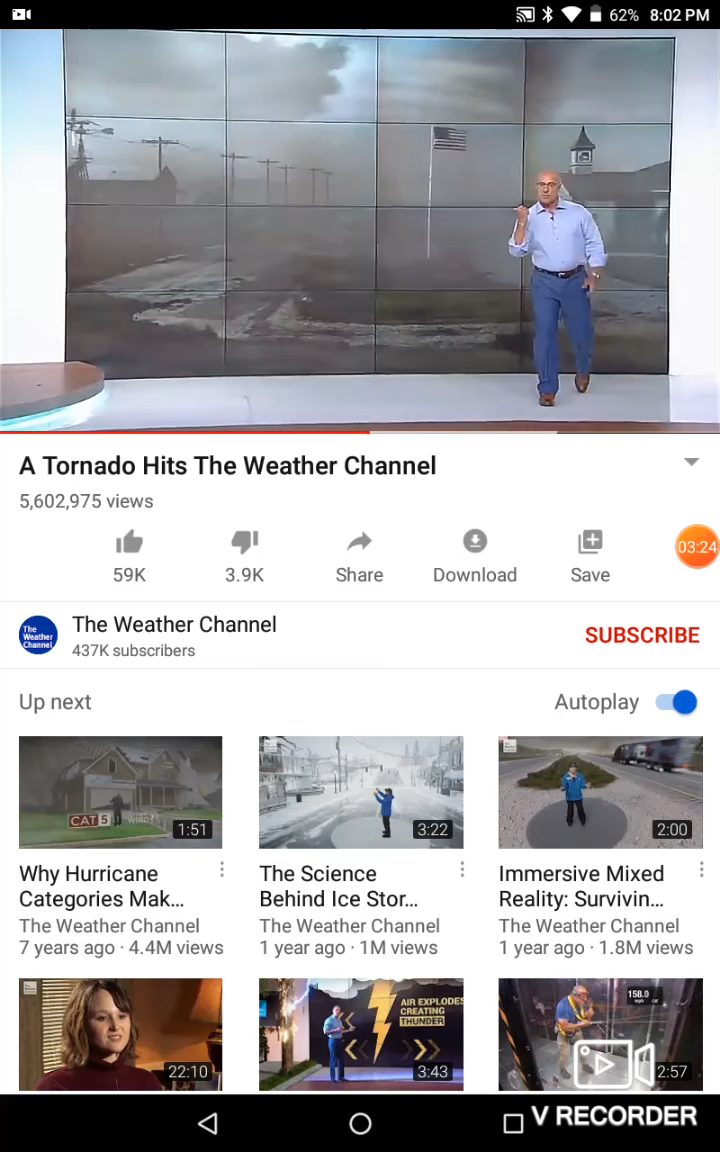 62% 8:02 PM
A Tornado Hits The Weather Channel
5,602,975 views
59K
3.9K
Share
Download
Save
03:24
The Weather Channel
The Weather Channel
437K subscribers
SUBSCRIBE
Up next
Autoplay
CAT 5
1:51
3:22
2:00
Why Hurricane Categories Mak...
The Science Behind Ice Stor...
Immersive Mixed Reality: Survivin...
The Weather Channel
7 years ago · 4.4M views
The Weather Channel
1 year ago · 1M views
The Weather Channel
1 year ago · 1.8M views
22:10
AIR EXPLODES
CREATING
THUNDER
3:43
158.0
2:57
V RECORDER